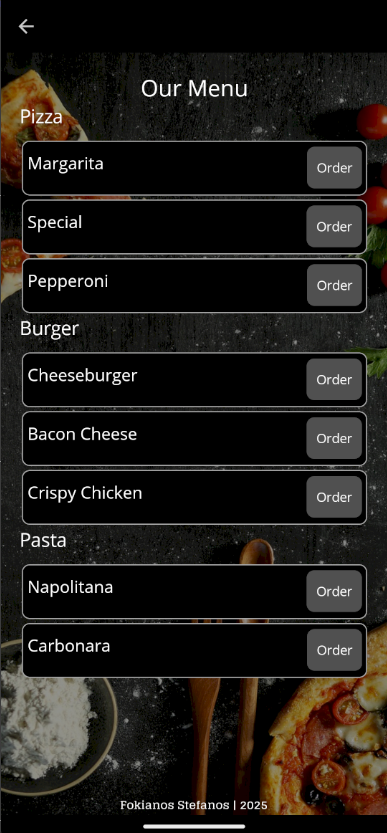 Our Menu
Pizza
Margarita
Order
Special
Order
Pepperoni
Order
Burger
Cheeseburger
Order
Bacon Cheese
Order
Crispy Chicken
Order
Pasta
Napolitana
Order
Carbonara
Order
Fokianos Stefanos | 2025